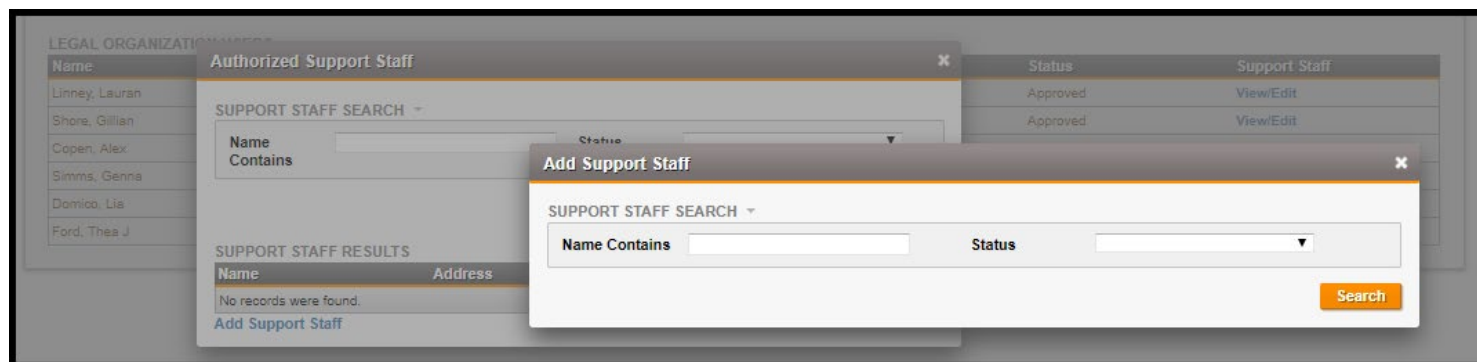 LEGAL ORGANIZATI
Name Status Support Staff
Linney, Lauran Approved View/Edit
Shore, Gillian Approved View/Edit
Copen, Alex
Simms, Genna
Domico, Lia
Ford, Thea J
Authorized Support Staff ×
SUPPORT STAFF SEARCH
Name Contains Status
SUPPORT STAFF RESULTS
Name Address
No records were found.
Add Support Staff
Add Support Staff ×
SUPPORT STAFF SEARCH
Name Contains Status
Search